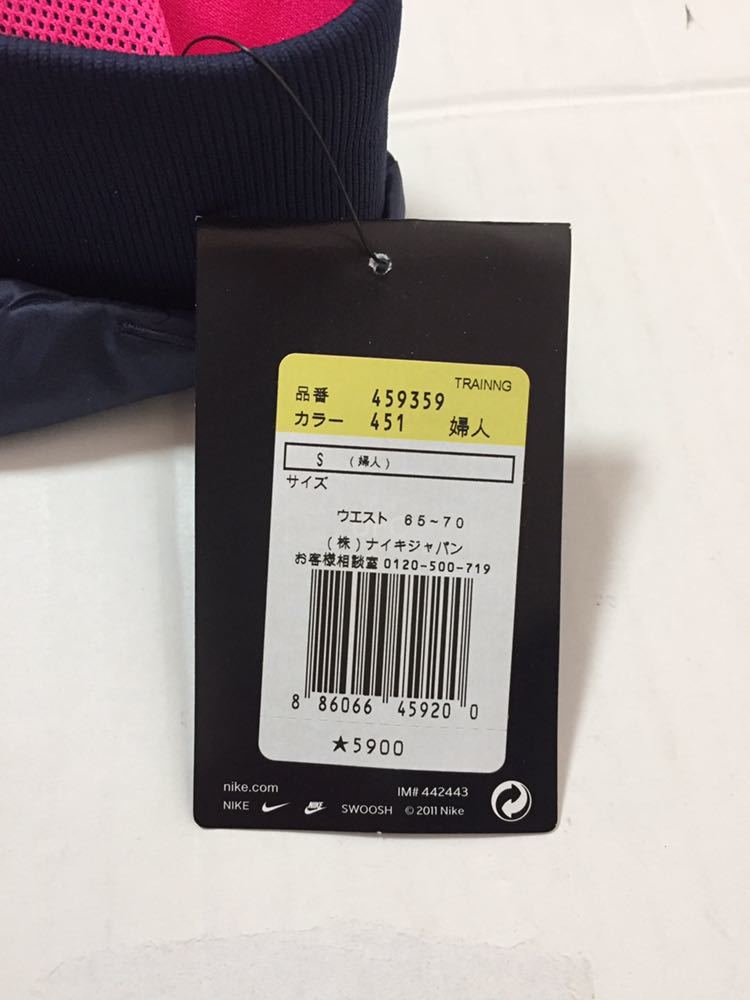 TRAINNG
品番 459359
カラー 451 婦人
S (婦人)
サイズ
ウエスト 65~70
(株)ナイキジャパン
お客様相談室 0120-500-719
8 86066 45920 0
★5900
nike.com IM# 442443
NIKE NIKE SWOOSH © 2011 Nike